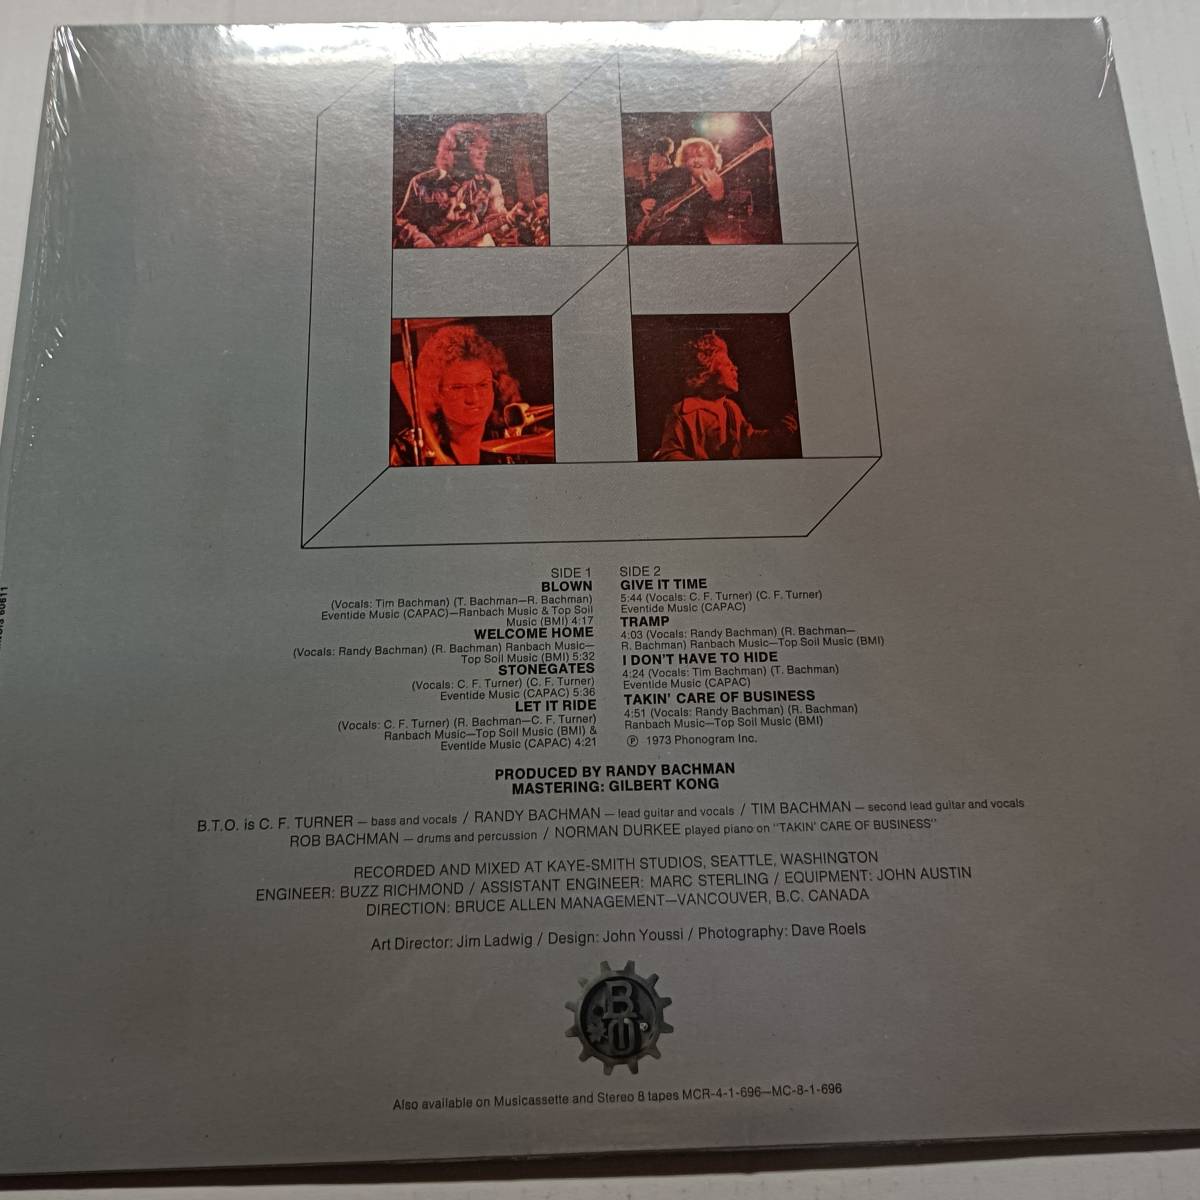 SIDE 1
BLOWN
(Vocals: Tim Bachman) (T. Bachman—R. Bachman)
Eventide Music (CAPAC)—Ranbach Music & Top Soil
Music (BMI) 4:17
WELCOME HOME
(Vocals: Randy Bachman) (R. Bachman) Ranbach Music—
Top Soil Music (BMI) 5:32
STONEGATES
(Vocals: C. F. Turner) (C. F. Turner)
Eventide Music (CAPAC) 5:36
LET IT RIDE
(Vocals: C. F. Turner) (R. Bachman—C. F. Turner)
Ranbach Music—Top Soil Music (BMI) &
Eventide Music (CAPAC) 4:21
SIDE 2
GIVE IT TIME
5:44 (Vocals: C. F. Turner) (C. F. Turner)
Eventide Music (CAPAC)
TRAMP
4:03 (Vocals: Randy Bachman) (R. Bachman—
R. Bachman) Ranbach Music—Top Soil Music (BMI)
I DON'T HAVE TO HIDE
4:24 (Vocals: Tim Bachman) (T. Bachman)
Eventide Music (CAPAC)
TAKIN' CARE OF BUSINESS
4:51 (Vocals: Randy Bachman) (R. Bachman)
Ranbach Music—Top Soil Music (BMI)
℗ 1973 Phonogram Inc.
PRODUCED BY RANDY BACHMAN
MASTERING: GILBERT KONG
B.T.O. is C. F. TURNER — bass and vocals / RANDY BACHMAN — lead guitar and vocals / TIM BACHMAN — second lead guitar and vocals
ROB BACHMAN — drums and percussion / NORMAN DURKEE played piano on "TAKIN' CARE OF BUSINESS"
RECORDED AND MIXED AT KAYE-SMITH STUDIOS, SEATTLE, WASHINGTON
ENGINEER: BUZZ RICHMOND / ASSISTANT ENGINEER: MARC STERLING / EQUIPMENT: JOHN AUSTIN
DIRECTION: BRUCE ALLEN MANAGEMENT—VANCOUVER, B.C. CANADA
Art Director: Jim Ladwig / Design: John Youssi / Photography: Dave Roels
Also available on Musicassette and Stereo 8 tapes MCR-4-1-696—MC-8-1-696
60611